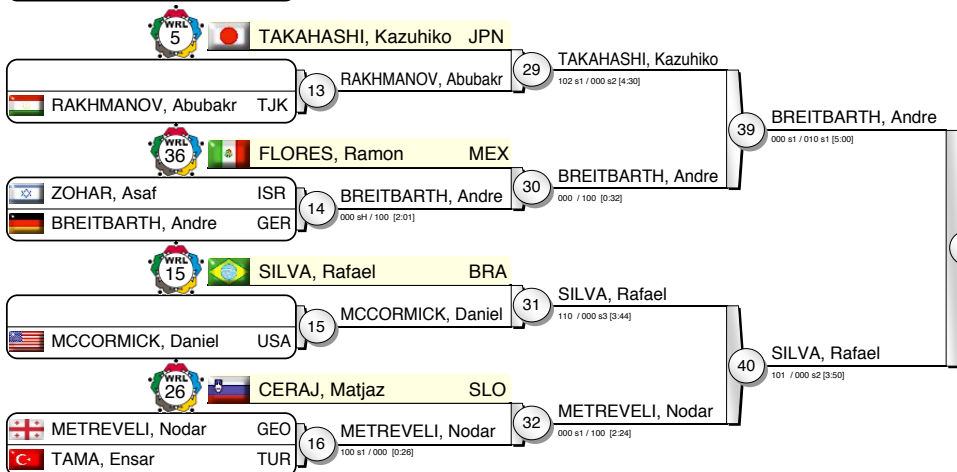 WRL
5
TAKAHASHI, Kazuhiko JPN
RAKHMANOV, Abubakr TJK
13
RAKHMANOV, Abubakr
29
TAKAHASHI, Kazuhiko
102 s1 / 000 s2 [4:30]
WRL
36
FLORES, Ramon MEX
ZOHAR, Asaf ISR
BREITBARTH, Andre GER
14
BREITBARTH, Andre
000 sH / 100 [2:01]
30
BREITBARTH, Andre
000 / 100 [0:32]
39
BREITBARTH, Andre
000 s1 / 010 s1 [5:00]
WRL
15
SILVA, Rafael BRA
MCCORMICK, Daniel USA
15
MCCORMICK, Daniel
31
SILVA, Rafael
110 / 000 s3 [3:44]
WRL
26
CERAJ, Matjaz SLO
METREVELI, Nodar GEO
TAMA, Ensar TUR
16
METREVELI, Nodar
100 s1 / 000 [0:26]
32
METREVELI, Nodar
000 s1 / 100 [2:24]
40
SILVA, Rafael
101 / 000 s2 [3:50]